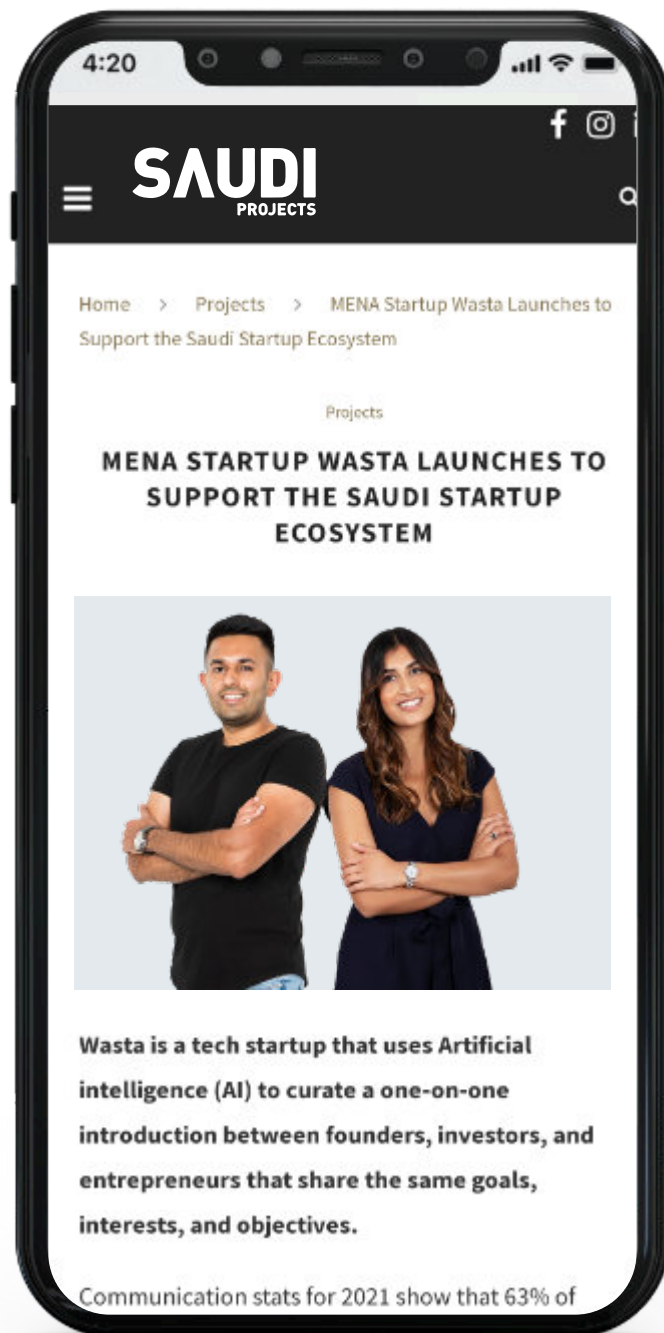 4:20
SAUDI
PROJECTS
Home > Projects > MENA Startup Wasta Launches to
Support the Saudi Startup Ecosystem
Projects
MENA STARTUP WASTA LAUNCHES TO
SUPPORT THE SAUDI STARTUP
ECOSYSTEM
Wasta is a tech startup that uses Artificial
intelligence (AI) to curate a one-on-one
introduction between founders, investors, and
entrepreneurs that share the same goals,
interests, and objectives.
Communication stats for 2021 show that 63% of